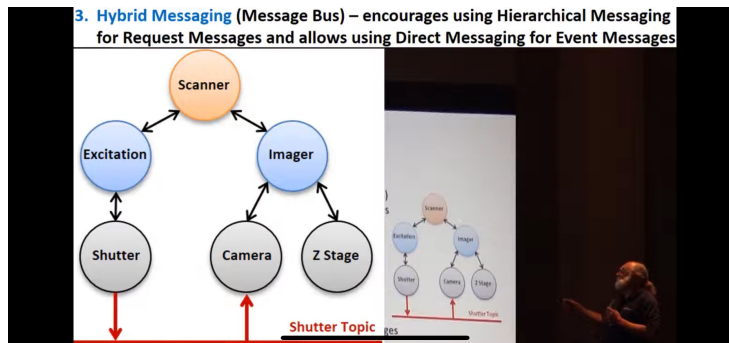 3. Hybrid Messaging (Message Bus) – encourages using Hierarchical Messaging
for Request Messages and allows using Direct Messaging for Event Messages
Scanner
Excitation
Imager
Shutter
Camera
Z Stage
Shutter Topic
)
s
Scanner
Excitation
Imager
Shutter
Camera
Z Stage
Shutter Topic
ges